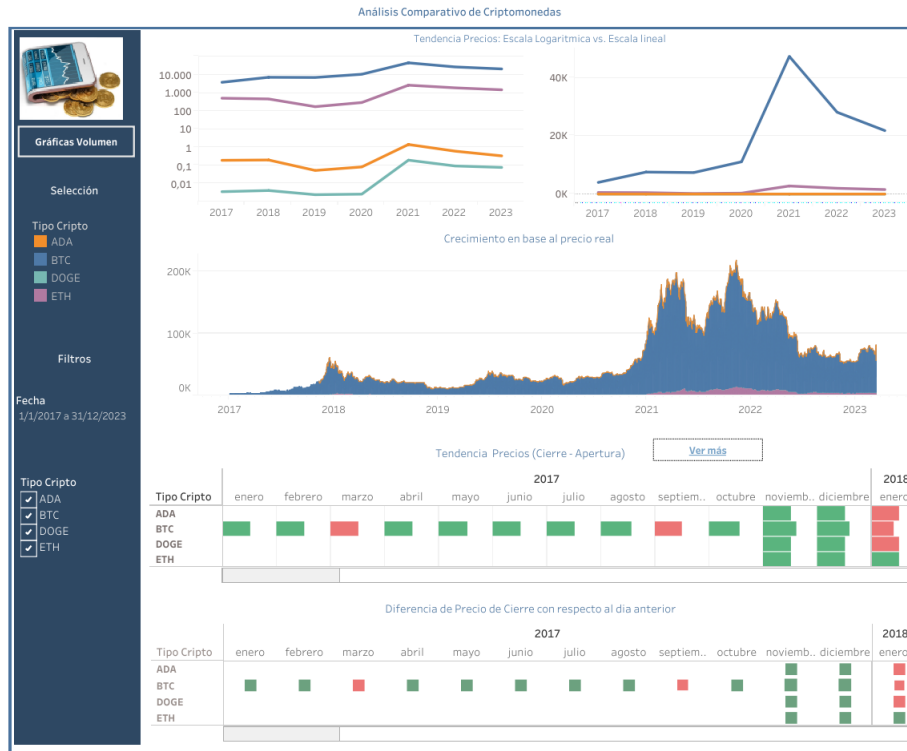 Análisis Comparativo de Criptomonedas
Gráficas Volumen
Selección
Tipo Cripto
ADA
BTC
DOGE
ETH
Filtros
Fecha
1/1/2017 a 31/12/2023
Tipo Cripto
ADA
BTC
DOGE
ETH
Tendencia Precios: Escala Logaritmica vs. Escala lineal
10.000
1.000
100
10
1
0,1
0,01
2017 2018 2019 2020 2021 2022 2023
40K
20K
0K
2017 2018 2019 2020 2021 2022 2023
Crecimiento en base al precio real
200K
100K
0K
2017 2018 2019 2020 2021 2022 2023
Tendencia Precios (Cierre - Apertura)
Ver más
2017 2018
Tipo Cripto enero febrero marzo abril mayo junio julio agosto septiem.. octubre noviemb.. diciembre enero
ADA
BTC
DOGE
ETH
Diferencia de Precio de Cierre con respecto al dia anterior
2017 2018
Tipo Cripto enero febrero marzo abril mayo junio julio agosto septiem.. octubre noviemb.. diciembre enero
ADA
BTC
DOGE
ETH